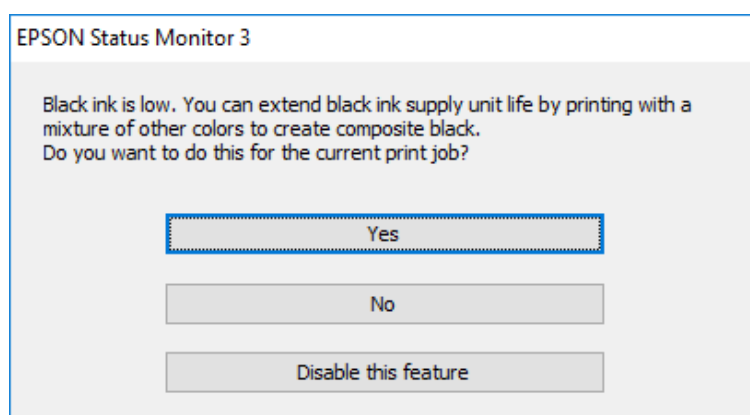 EPSON Status Monitor 3
Black ink is low. You can extend black ink supply unit life by printing with a
mixture of other colors to create composite black.
Do you want to do this for the current print job?
Yes
No
Disable this feature